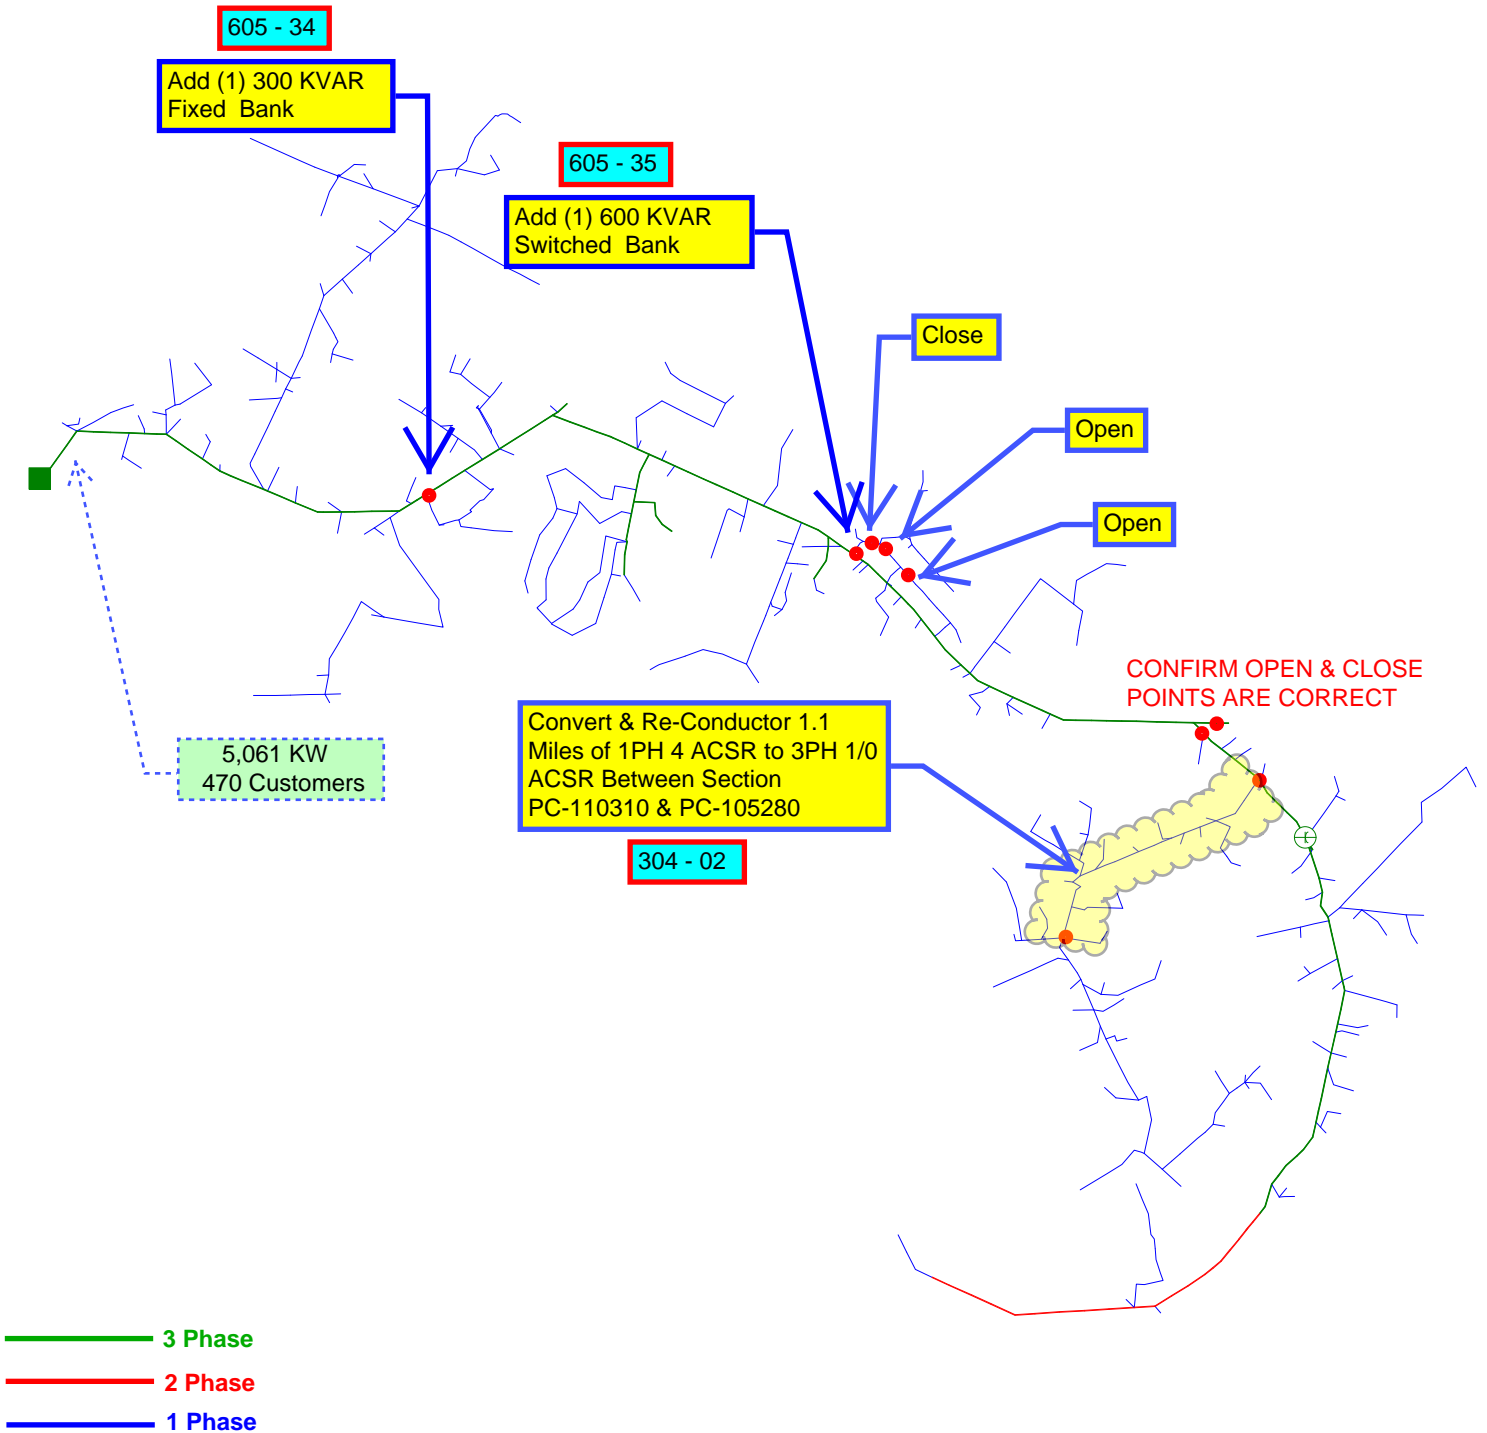 605 - 34
Add (1) 300 KVAR
Fixed  Bank
605 - 35
Add (1) 600 KVAR
Switched  Bank
Close
Open
Open
CONFIRM OPEN & CLOSE
POINTS ARE CORRECT
Convert & Re-Conductor 1.1
Miles of 1PH 4 ACSR to 3PH 1/0
ACSR Between Section
PC-110310 & PC-105280
5,061 KW
470 Customers
304 - 02
3 Phase
2 Phase
1 Phase